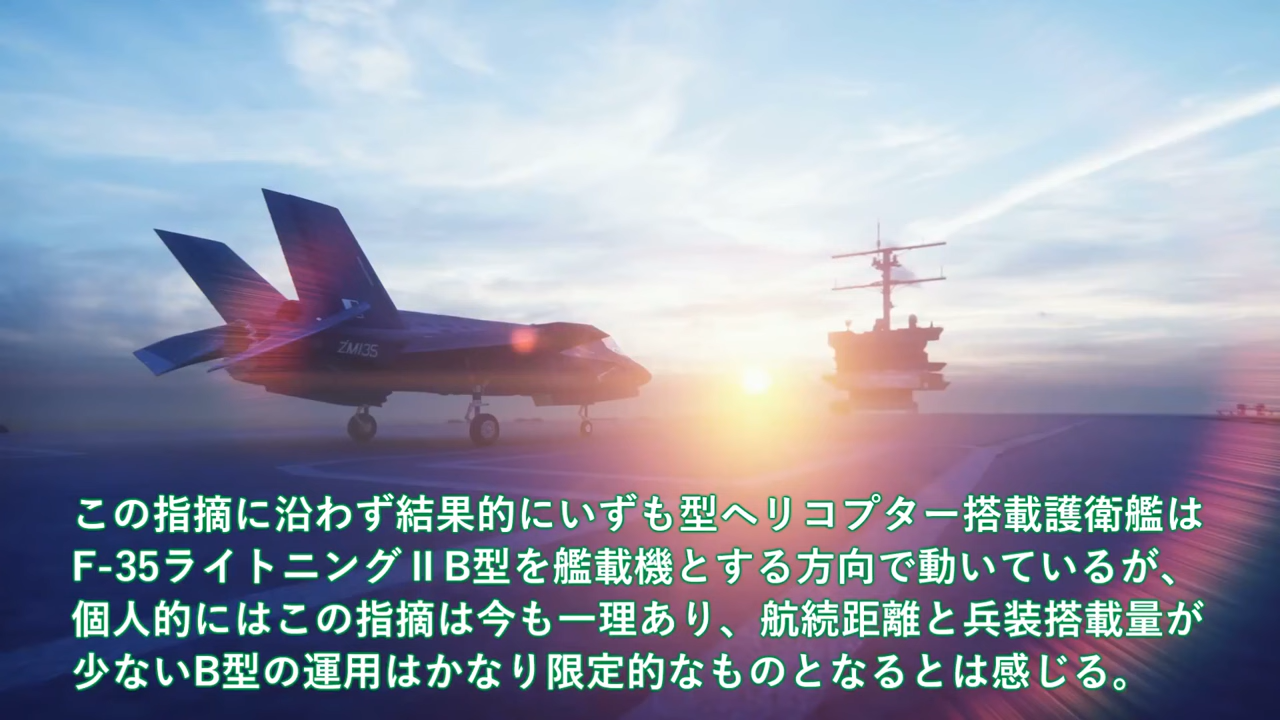 ZM135
この指摘に沿わず結果的にいずも型ヘリコプター搭載護衛艦は
F-35ライトニングⅡB型を艦載機とする方向で動いているが、
個人的にはこの指摘は今も一理あり、航続距離と兵装搭載量が
少ないB型の運用はかなり限定的なものとなるとは感じる。